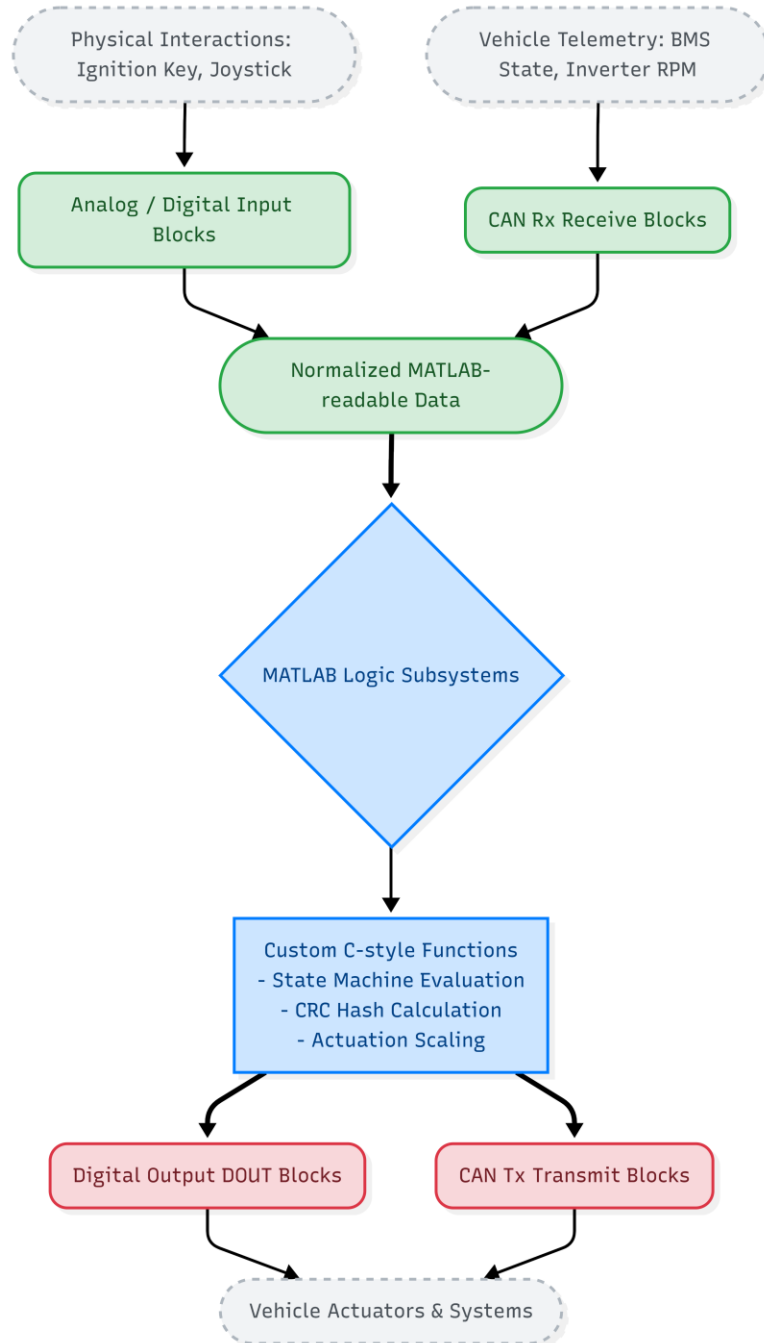 Physical Interactions:
Ignition Key, Joystick
Vehicle Telemetry: BMS
State, Inverter RPM
Analog / Digital Input
Blocks
CAN Rx Receive Blocks
Normalized MATLAB-
readable Data
MATLAB Logic Subsystems
Custom C-style Functions
- State Machine Evaluation
- CRC Hash Calculation
- Actuation Scaling
Digital Output DOUT Blocks
CAN Tx Transmit Blocks
Vehicle Actuators & Systems